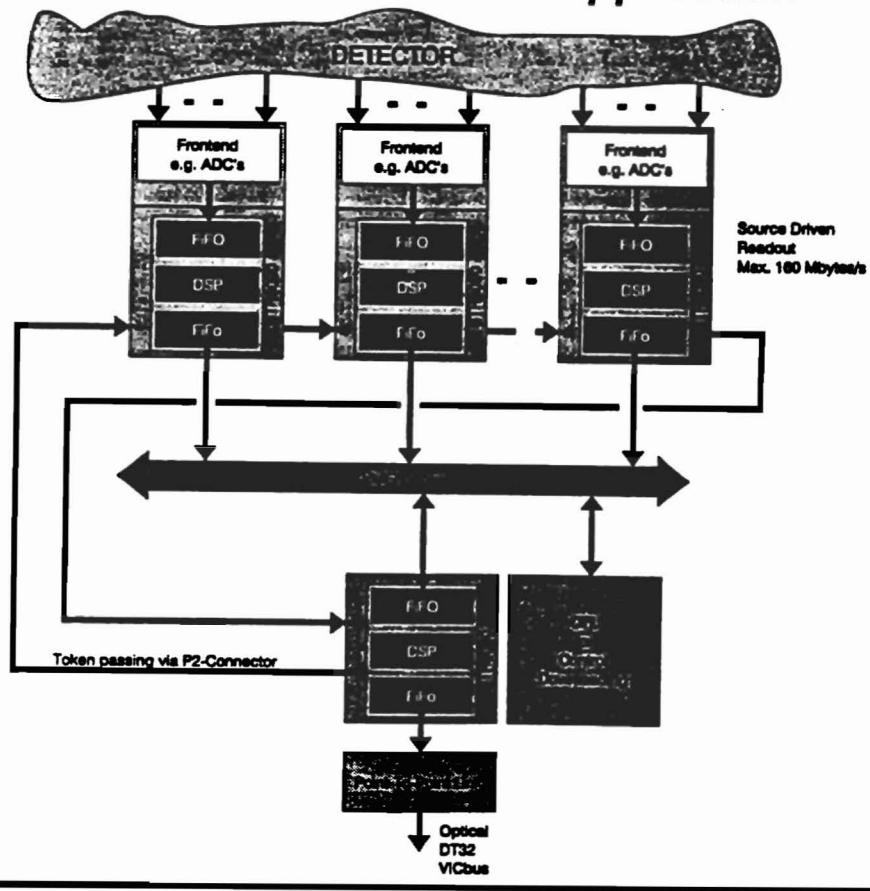 DETECTOR
Frontend
e.g. ADC's
Frontend
e.g. ADC's
Frontend
e.g. ADC's
FiFO
DSP
FiFo
FiFO
DSP
FiFo
FiFO
DSP
FiFo
Source Driven
Readout
Max. 160 Mbytes/s
FiFO
DSP
FiFo
Token passing via P2-Connector
Optical
DT32
VICbus